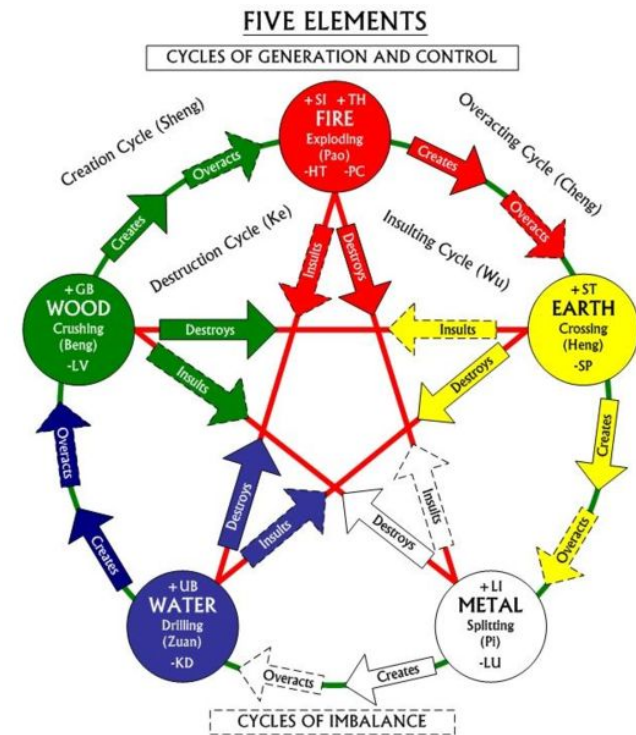 FIVE ELEMENTS
CYCLES OF GENERATION AND CONTROL
Creation Cycle (Sheng)
Overacting Cycle (Cheng)
Destruction Cycle (Ke)
Insulting Cycle (Wu)
+SI +TH
FIRE
Exploding
(Pao)
-HT -PC
Creates
Overacts
Insults
Destroys
+ST
EARTH
Crossing
(Heng)
-SP
Insults
Destroys
Creates
Overacts
+LI
METAL
Splitting
(Pi)
-LU
Insults
Destroys
Creates
Overacts
+UB
WATER
Drilling
(Zuan)
-KD
Destroys
Insults
Creates
Overacts
+GB
WOOD
Crushing
(Beng)
-LV
Destroys
Insults
Creates
Overacts
CYCLES OF IMBALANCE